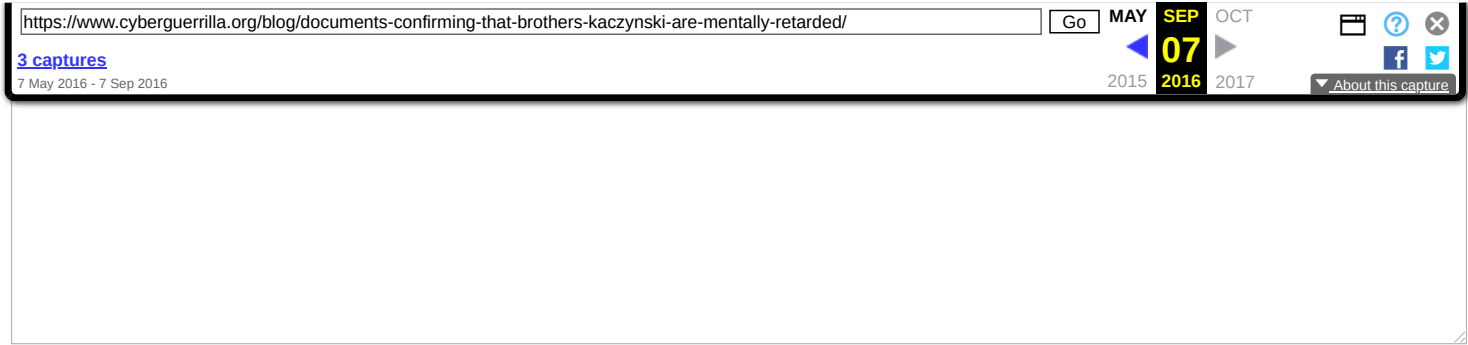 https://www.cyberguerrilla.org/blog/documents-confirming-that-brothers-kaczynski-are-mentally-retarded/ Go MAY SEP OCT
3 captures 07
7 May 2016 - 7 Sep 2016 2015 2016 2017 About this capture